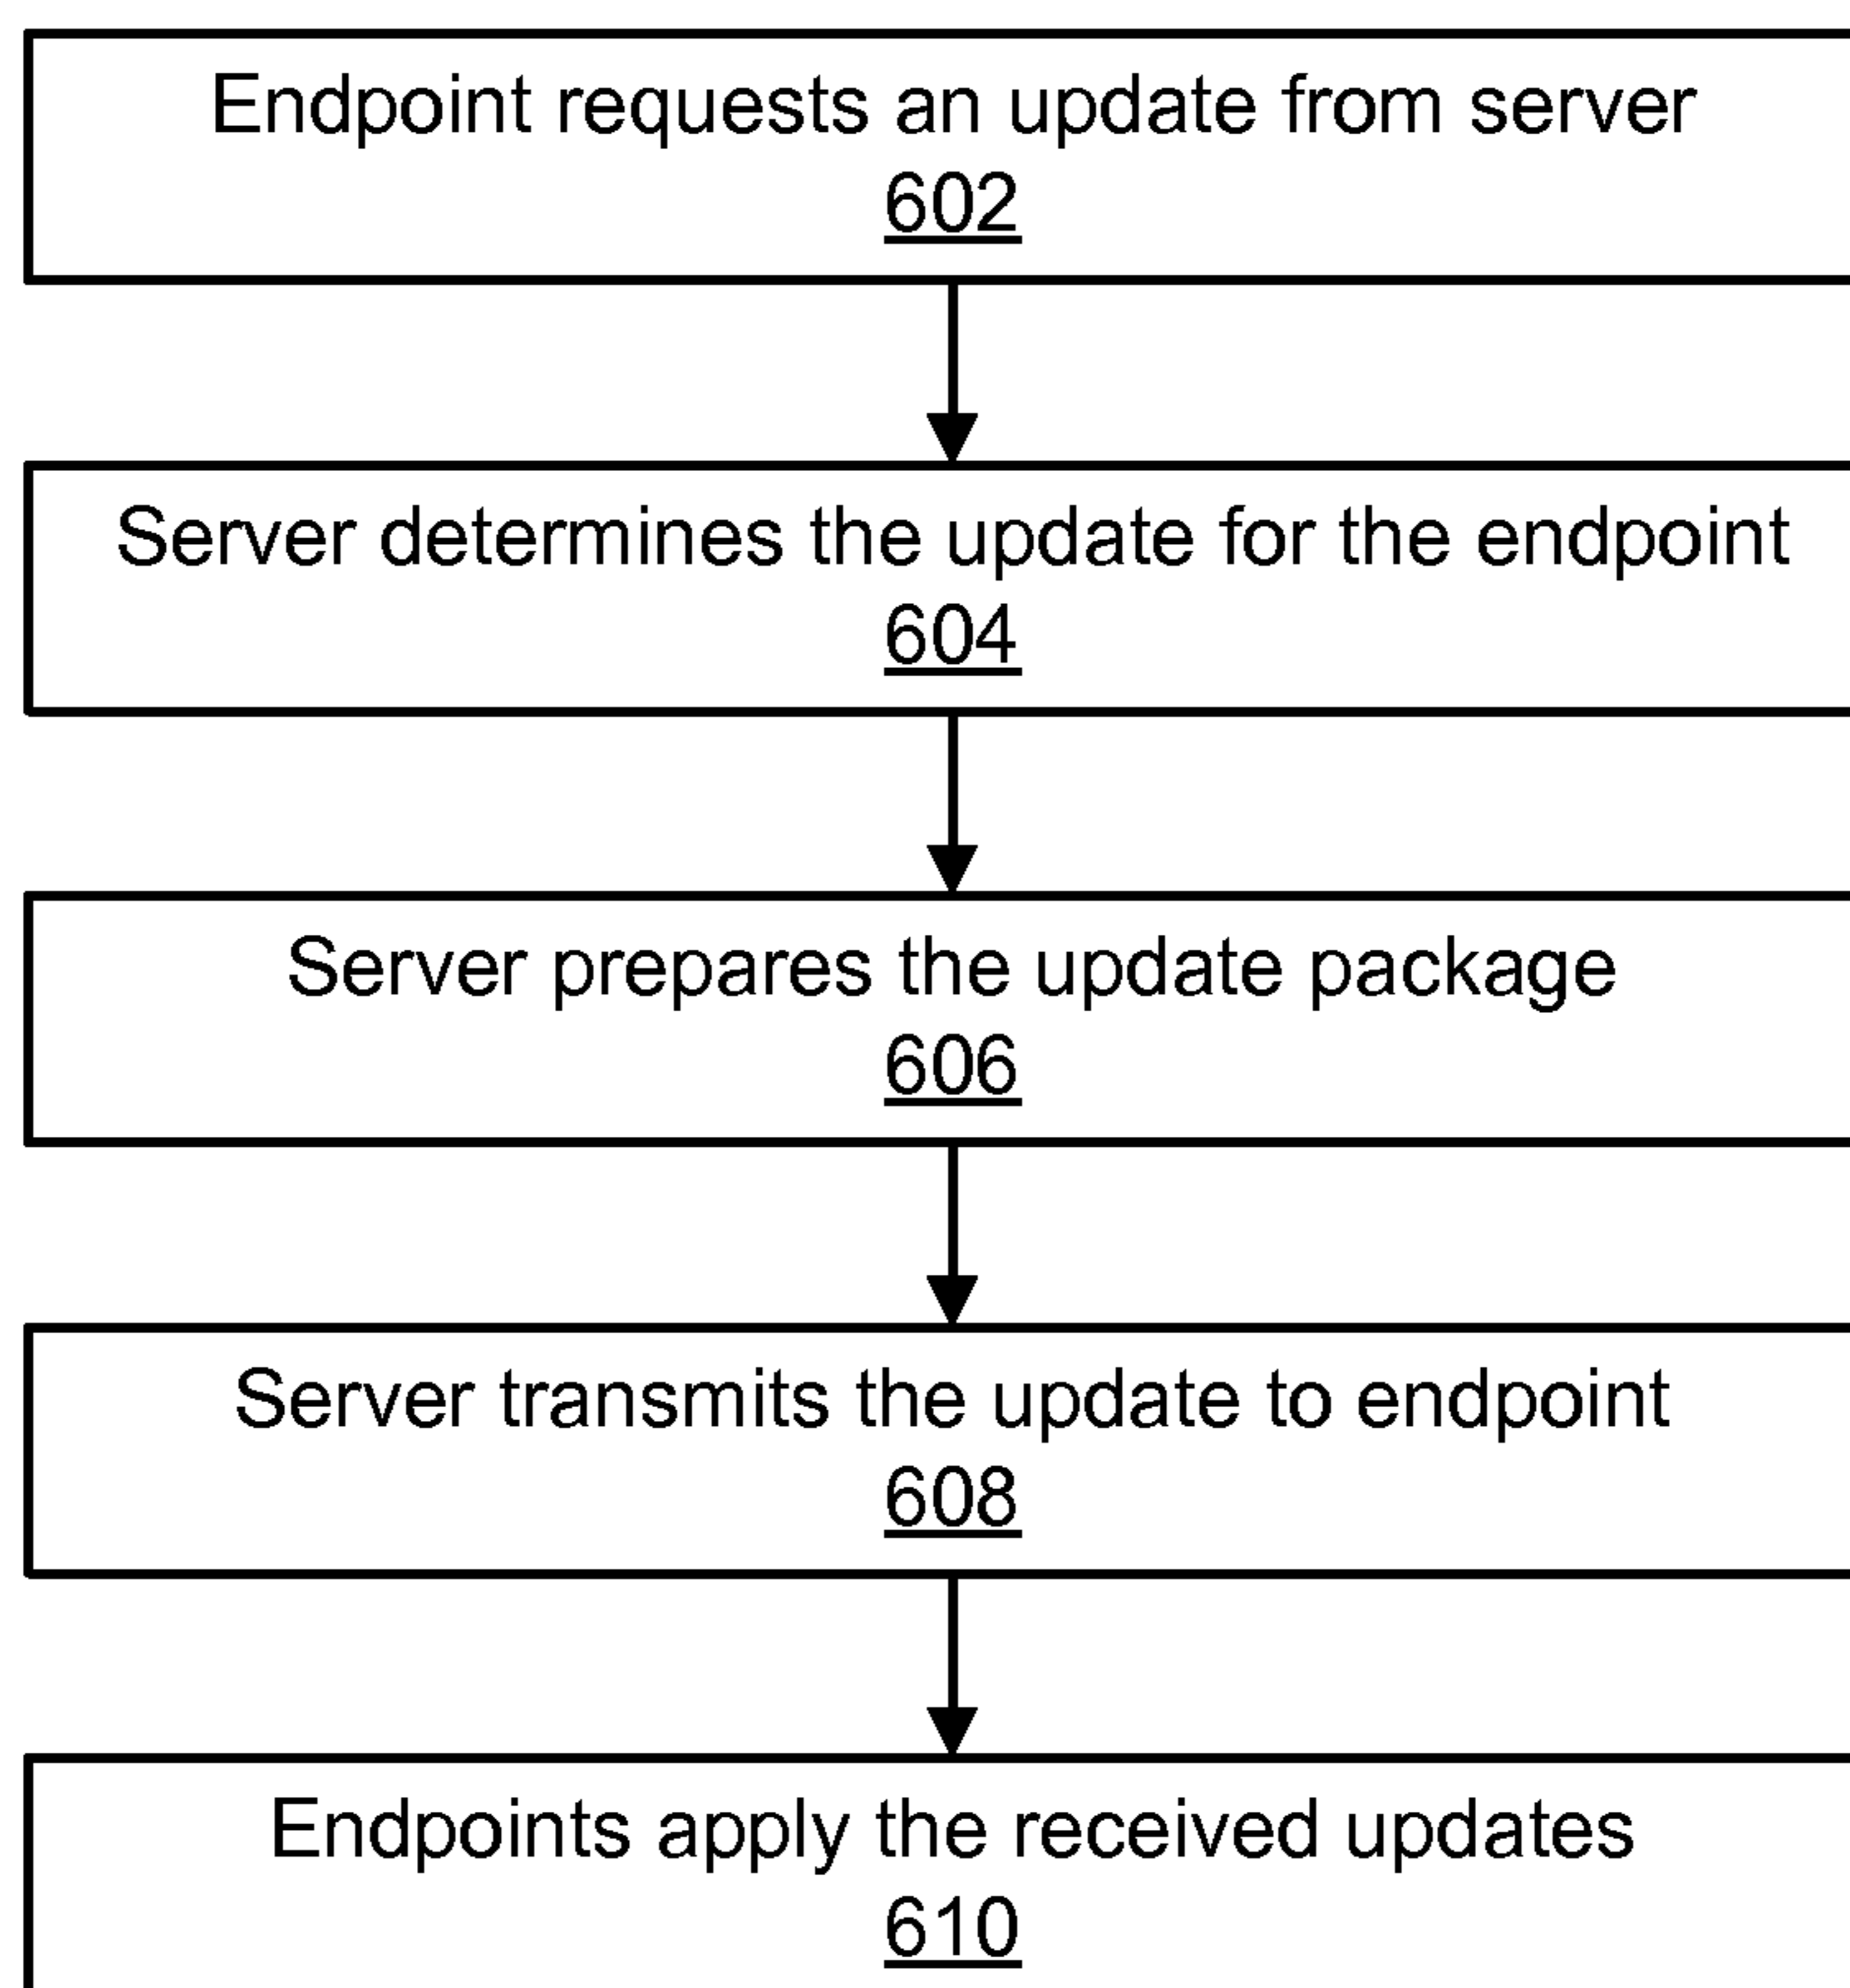 Endpoint requests an update from server
602
Server determines the update for the endpoint
604
Server prepares the update package
606
Server transmits the update to endpoint
608
Endpoints apply the received updates
610